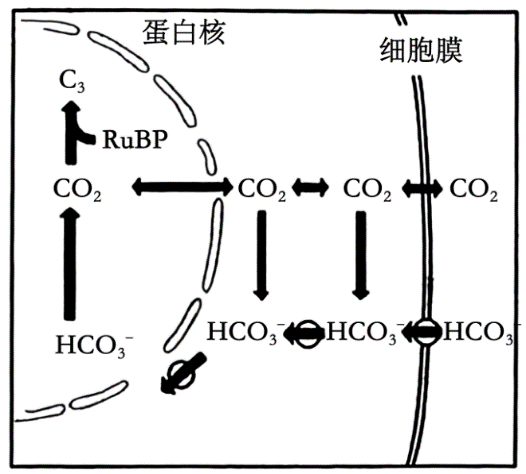 蛋白核
细胞膜
C₃
RuBP
CO₂ CO₂ CO₂ CO₂
HCO₃⁻ HCO₃⁻ HCO₃⁻ HCO₃⁻